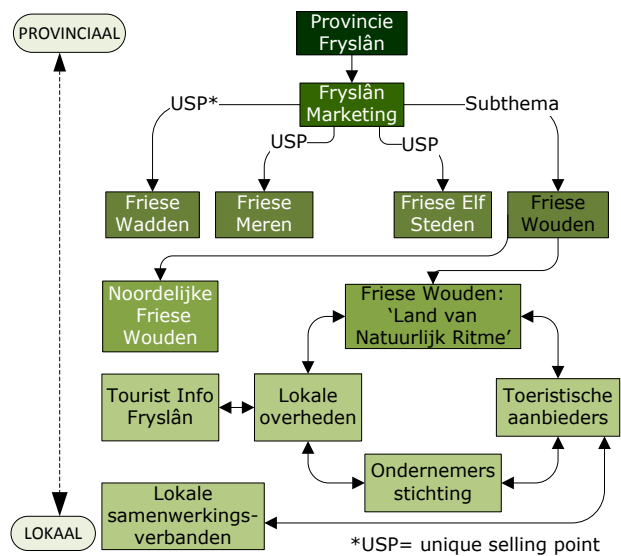 PROVINCIAAL
Provincie
Fryslân
Fryslân
Marketing
USP*
Subthema
USP
USP
Friese
Wadden
Friese
Meren
Friese Elf
Steden
Friese
Wouden
Noordelijke
Friese
Wouden
Friese Wouden:
‘Land van
Natuurlijk Ritme’
Tourist Info
Fryslân
Lokale
overheden
Toeristische
aanbieders
Ondernemers
stichting
Lokale
samenwerkings-
verbanden
LOKAAL
*USP= unique selling point